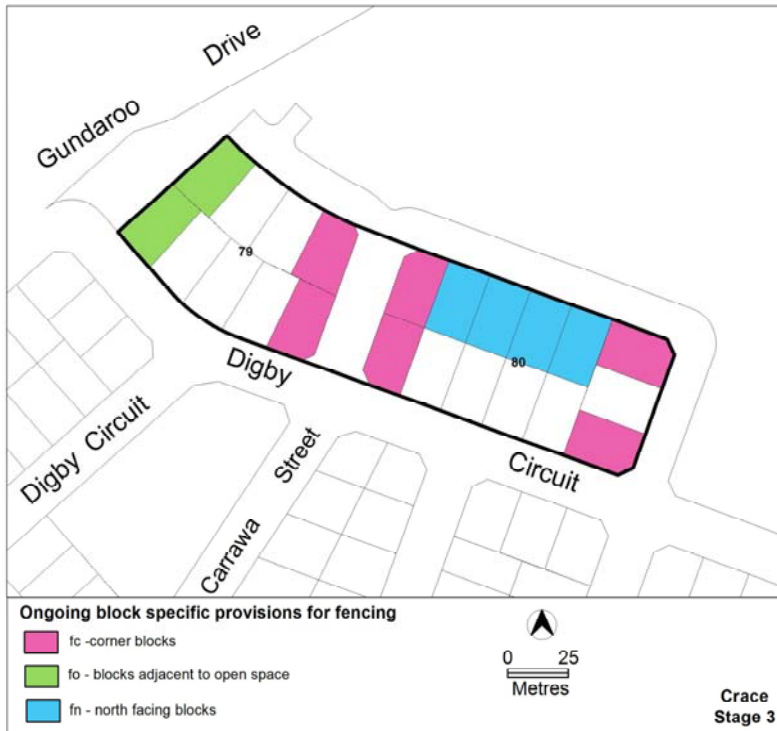 Gundaroo Drive
79
80
Digby Circuit
Digby Circuit
Carrawa Street
Ongoing block specific provisions for fencing
fc -corner blocks
fo - blocks adjacent to open space
fn - north facing blocks
0 25
Metres
Crace
Stage 3